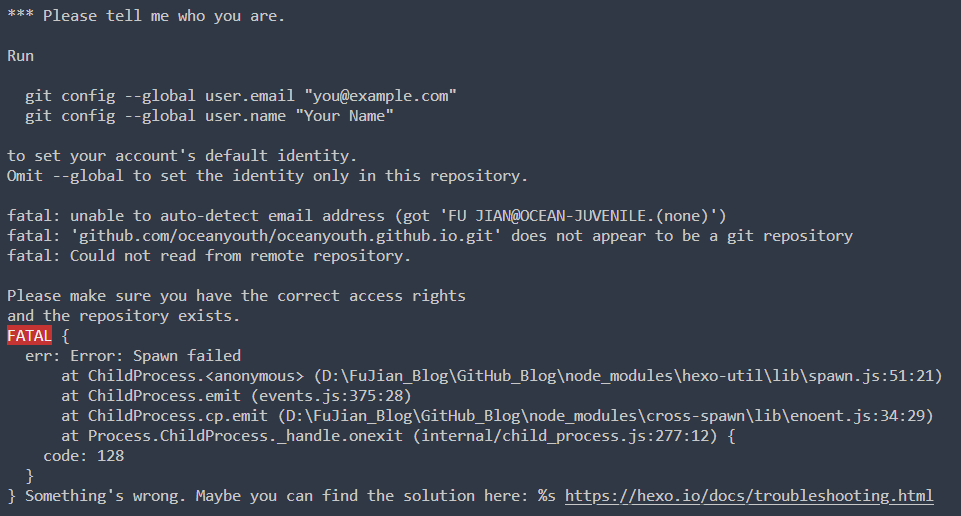 *** Please tell me who you are.
Run
git config --global user.email "you@example.com"
git config --global user.name "Your Name"
to set your account's default identity.
Omit --global to set the identity only in this repository.
fatal: unable to auto-detect email address (got 'FU JIAN@OCEAN-JUVENILE.(none)')
fatal: 'github.com/oceanyouth/oceanyouth.github.io.git' does not appear to be a git repository
fatal: Could not read from remote repository.
Please make sure you have the correct access rights
and the repository exists.
FATAL {
err: Error: Spawn failed
at ChildProcess.<anonymous> (D:\FuJian_Blog\GitHub_Blog\node_modules\hexo-util\lib\spawn.js:51:21)
at ChildProcess.emit (events.js:375:28)
at ChildProcess.cp.emit (D:\FuJian_Blog\GitHub_Blog\node_modules\cross-spawn\lib\enoent.js:34:29)
at Process.ChildProcess._handle.onexit (internal/child_process.js:277:12) {
code: 128
}
} Something's wrong. Maybe you can find the solution here: %s https://hexo.io/docs/troubleshooting.html